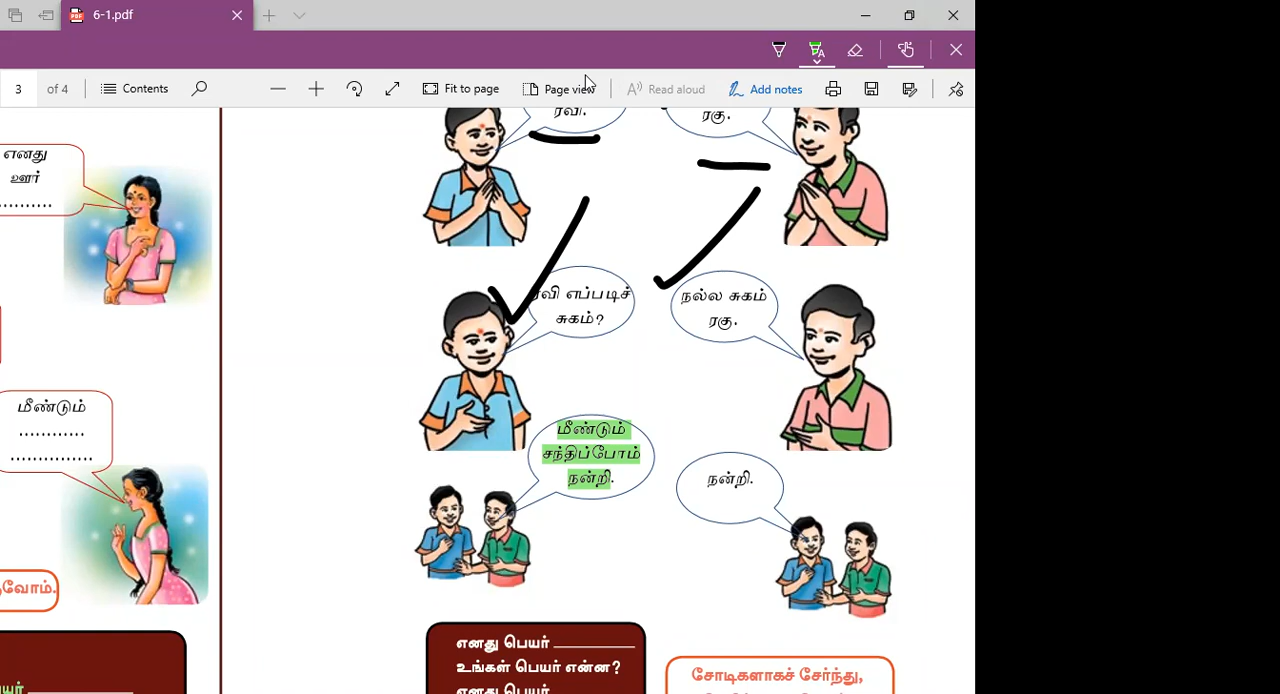 6-1.pdf
3 of 4 Contents Fit to page Page view Read aloud Add notes
எனது
ஊர்
..........
மீண்டும்
............
...............
ரவி.
ரகு.
ரவி எப்படிச்
சுகம்?
நல்ல சுகம்
ரகு.
மீண்டும்
சந்திப்போம்
நன்றி.
நன்றி.
எனது பெயர் ____________
உங்கள் பெயர் என்ன?
எனது பெயர்
சோடிகளாகச் சேர்ந்து,